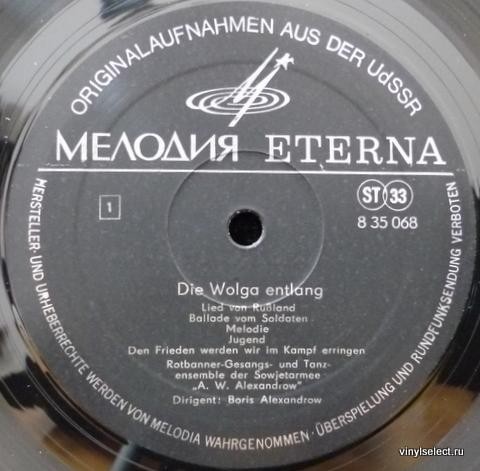 ORIGINALAUFNAHMEN AUS DER UdSSR
МЕЛОДИЯ ETERNA
1
ST 33
8 35 068
Die Wolga entlang
Lied von Rußland
Ballade vom Soldaten
Melodie
Jugend
Den Frieden werden wir im Kampf erringen
Rotbanner-Gesangs- und Tanz-
ensemble der Sowjetarmee
„A. W. Alexandrow"
Dirigent: Boris Alexandrow
HERSTELLER- UND URHEBERRECHTE WERDEN VON MELODIA WAHRGENOMMEN · ÜBERSPIELUNG UND RUNDFUNKSENDUNG VERBOTEN
vinylselect.ru